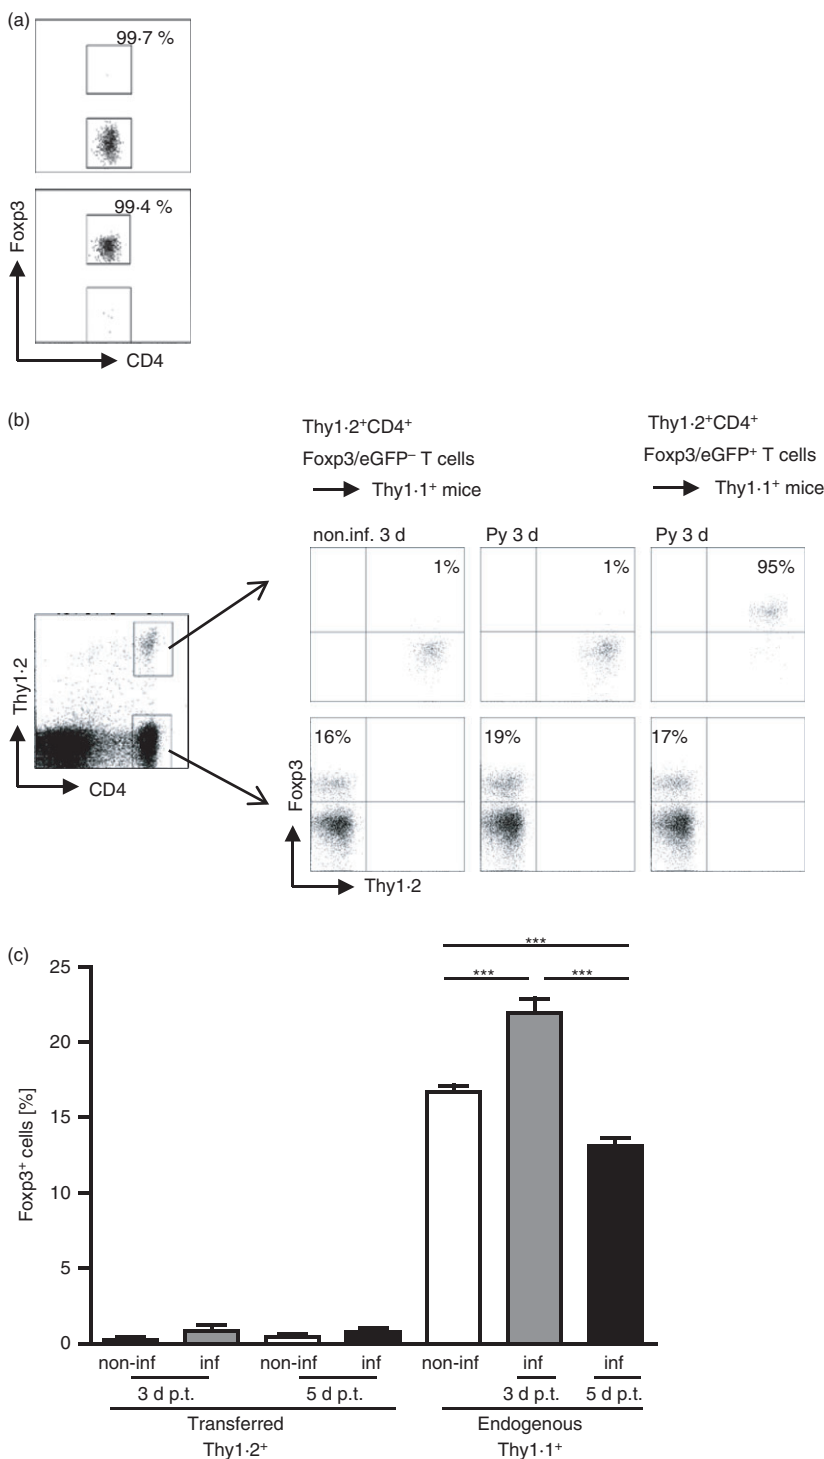 (a)
99·7 %
99·4 %
Foxp3
CD4
(b)
Thy1·2⁺CD4⁺
Foxp3/eGFP⁻ T cells
Thy1·1⁺ mice
Thy1·2⁺CD4⁺
Foxp3/eGFP⁺ T cells
Thy1·1⁺ mice
non.inf. 3 d
Py 3 d
Py 3 d
1%
1%
95%
Thy1·2
CD4
16%
19%
17%
Foxp3
Thy1·2
(c)
***
*** ***
25
20
15
10
5
0
Foxp3⁺ cells [%]
non-inf inf non-inf inf non-inf inf inf
3 d p.t. 5 d p.t. 3 d p.t. 5 d p.t.
Transferred Endogenous
Thy1·2⁺ Thy1·1⁺